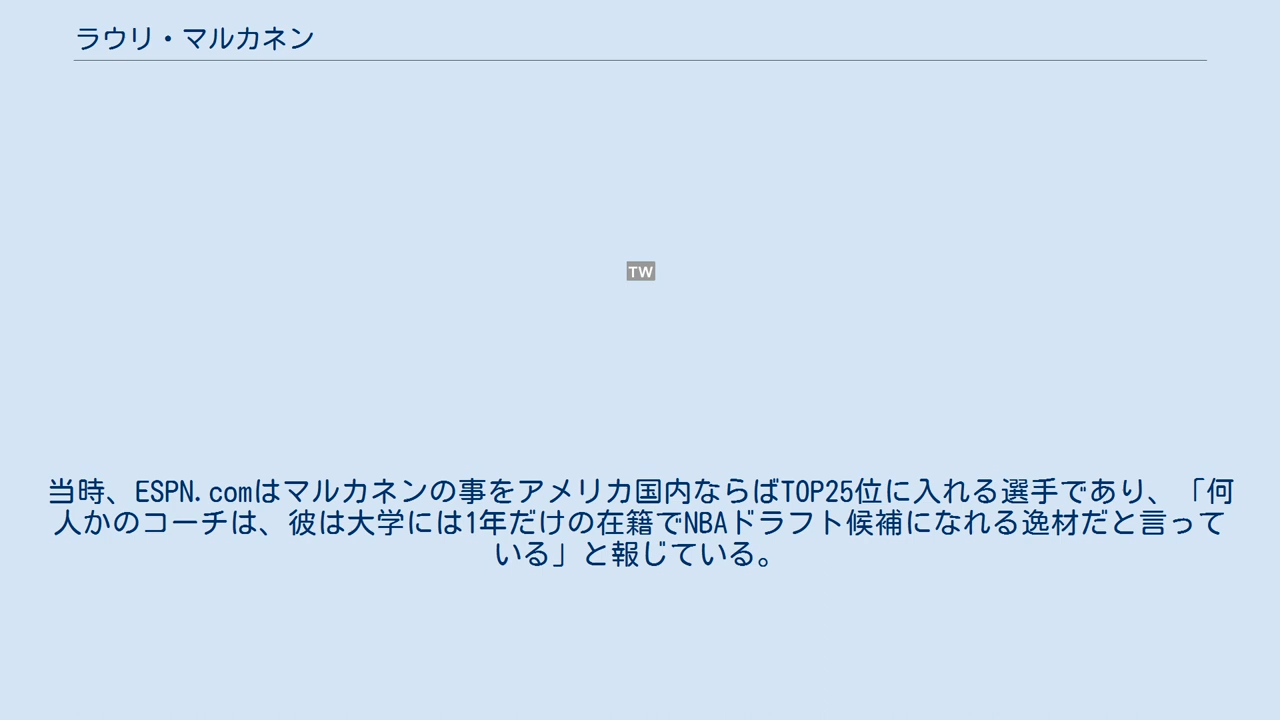 ラウリ・マルカネン
TW
当時、ESPN.comはマルカネンの事をアメリカ国内ならばTOP25位に入れる選手であり、「何
人かのコーチは、彼は大学には1年だけの在籍でNBAドラフト候補になれる逸材だと言って
いる」と報じている。